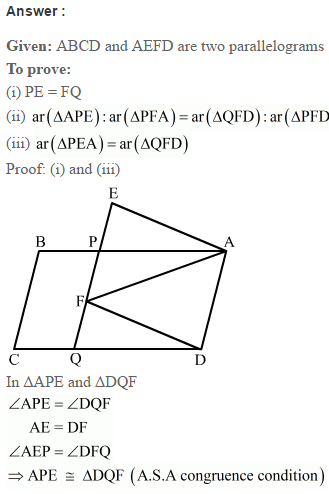 Answer :
Given: ABCD and AEFD are two parallelograms
To prove:
(i) PE = FQ
(ii) ar(ΔAPE) : ar(ΔPFA) = ar(ΔQFD) : ar(ΔPFD
(iii) ar(ΔPEA) = ar(ΔQFD)
Proof: (i) and (iii)
E
B P A
F
C Q D
In ΔAPE and ΔDQF
∠APE = ∠DQF
AE = DF
∠AEP = ∠DFQ
⇒ APE ≅ ΔDQF (A.S.A congruence condition)